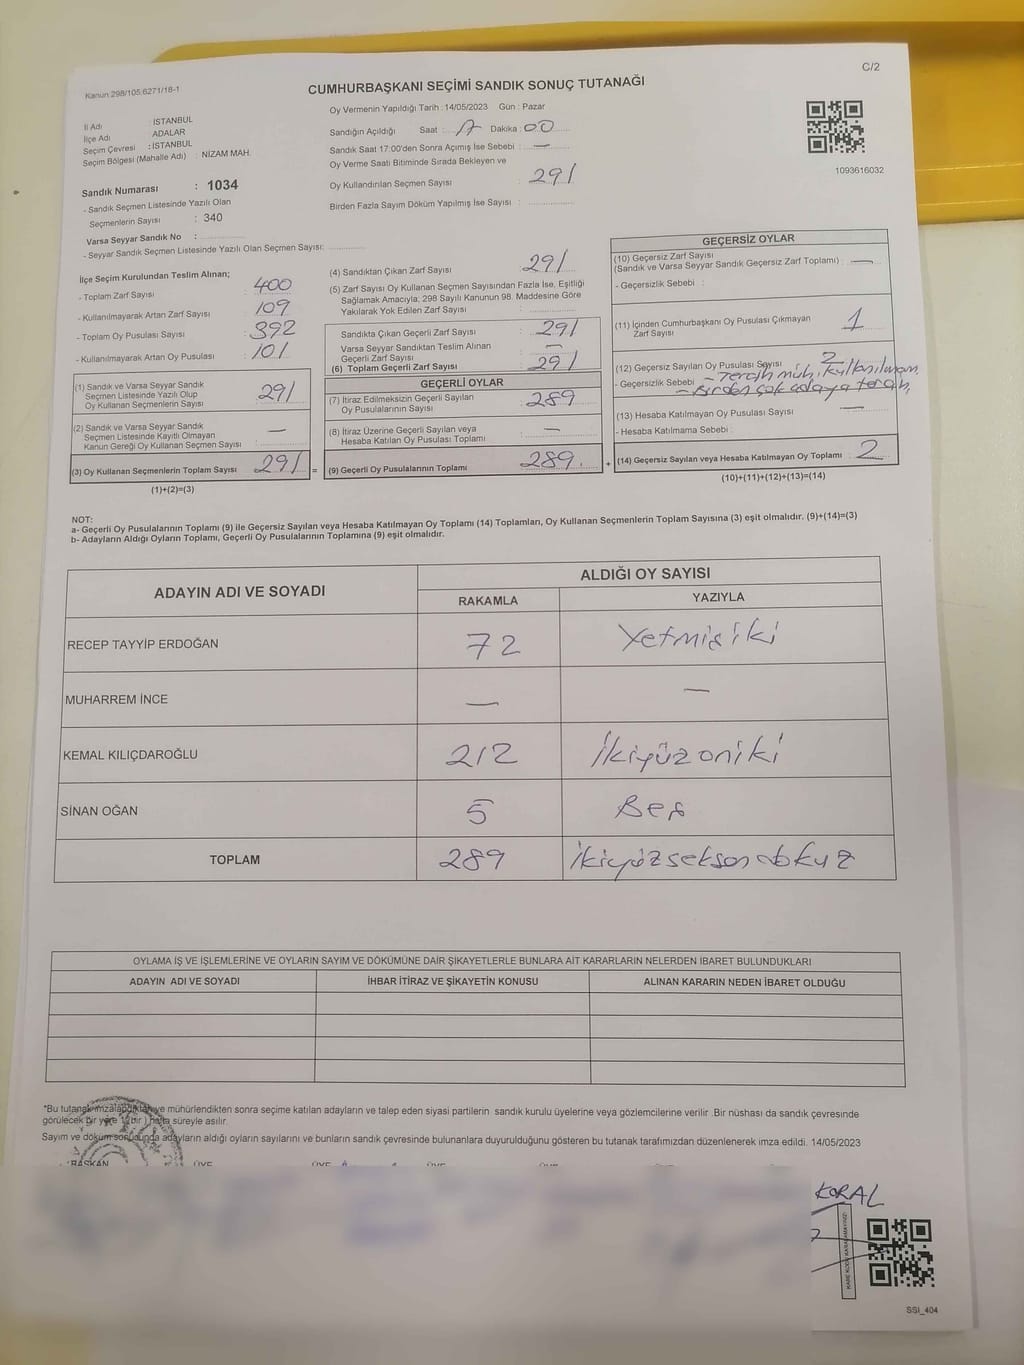 C/2
Kanun 298/105,6271/18-1
CUMHURBAŞKANI SEÇİMİ SANDIK SONUÇ TUTANAĞI
İl Adı : İSTANBUL
İlçe Adı ADALAR
Seçim Çevresi : İSTANBUL
Seçim Bölgesi (Mahalle Adı) : NİZAM MAH.
Sandık Numarası : 1034
- Sandık Seçmen Listesinde Yazılı Olan
Seçmenlerin Sayısı : 340
Varsa Seyyar Sandık No :
- Seyyar Sandık Seçmen Listesinde Yazılı Olan Seçmen Sayısı:
Oy Vermenin Yapıldığı Tarih : 14/05/2023 Gün : Pazar
Sandığın Açıldığı Saat : 17 Dakika : 00
Sandık Saat 17:00'den Sonra Açımış İse Sebebi : —
Oy Verme Saati Bitiminde Sırada Bekleyen ve
Oy Kullandırılan Seçmen Sayısı : 291
Birden Fazla Sayım Döküm Yapılmış İse Sayısı :
1093616032
İlçe Seçim Kurulundan Teslim Alınan;
- Toplam Zarf Sayısı : 400
- Kullanılmayarak Artan Zarf Sayısı : 109
- Toplam Oy Pusulası Sayısı : 392
- Kullanılmayarak Artan Oy Pusulası : 101
(1) Sandık ve Varsa Seyyar Sandık
Seçmen Listesinde Yazılı Olup
Oy Kullanan Seçmenlerin Sayısı : 291
(2) Sandık ve Varsa Seyyar Sandık
Seçmen Listesinde Kayıtlı Olmayan
Kanun Gereği Oy Kullanan Seçmen Sayısı : —
(3) Oy Kullanan Seçmenlerin Toplam Sayısı : 291 =
(1)+(2)=(3)
(4) Sandıktan Çıkan Zarf Sayısı : 291
(5) Zarf Sayısı Oy Kullanan Seçmen Sayısından Fazla İse, Eşitliği
Sağlamak Amacıyla; 298 Sayılı Kanunun 98. Maddesine Göre
Yakılarak Yok Edilen Zarf Sayısı :
Sandıkta Çıkan Geçerli Zarf Sayısı : 291
Varsa Seyyar Sandıktan Teslim Alınan
Geçerli Zarf Sayısı : —
(6) Toplam Geçerli Zarf Sayısı : 291
GEÇERLİ OYLAR
(7) İtiraz Edilmeksizin Geçerli Sayılan
Oy Pusulalarının Sayısı : 289
(8) İtiraz Üzerine Geçerli Sayılan veya
Hesaba Katılan Oy Pusulası Toplamı : —
(9) Geçerli Oy Pusulalarının Toplamı : 289 +
GEÇERSİZ OYLAR
(10) Geçersiz Zarf Sayısı
(Sandık ve Varsa Seyyar Sandık Geçersiz Zarf Toplamı) : —
- Geçersizlik Sebebi :
(11) İçinden Cumhurbaşkanı Oy Pusulası Çıkmayan
Zarf Sayısı : 1
(12) Geçersiz Sayılan Oy Pusulası Sayısı : 2
- Geçersizlik Sebebi - Tercih müh. kullanılmam.
- Birden çok adaya tercih,
(13) Hesaba Katılmayan Oy Pusulası Sayısı : —
- Hesaba Katılmama Sebebi :
(14) Geçersiz Sayılan veya Hesaba Katılmayan Oy Toplamı : 2
(10)+(11)+(12)+(13)=(14)
NOT:
a- Geçerli Oy Pusulalarının Toplamı (9) ile Geçersiz Sayılan veya Hesaba Katılmayan Oy Toplamı (14) Toplamları, Oy Kullanan Seçmenlerin Toplam Sayısına (3) eşit olmalıdır. (9)+(14)=(3)
b- Adayların Aldığı Oyların Toplamı, Geçerli Oy Pusulalarının Toplamına (9) eşit olmalıdır.
ADAYIN ADI VE SOYADI ALDIĞI OY SAYISI
RAKAMLA YAZIYLA
RECEP TAYYİP ERDOĞAN 72 Yetmişiki
MUHARREM İNCE — —
KEMAL KILIÇDAROĞLU 212 İkiyüzoniki
SİNAN OĞAN 5 Beş
TOPLAM 289 İkiyüzseksendokuz
OYLAMA İŞ VE İŞLEMLERİNE VE OYLARIN SAYIM VE DÖKÜMÜNE DAİR ŞİKAYETLERLE BUNLARA AİT KARARLARIN NELERDEN İBARET BULUNDUKLARI
ADAYIN ADI VE SOYADI İHBAR İTİRAZ VE ŞİKAYETİN KONUSU ALINAN KARARIN NEDEN İBARET OLDUĞU
*Bu tutanak imzalandıktan ve mühürlendikten sonra seçime katılan adayların ve talep eden siyasi partilerin sandık kurulu üyelerine veya gözlemcilerine verilir .Bir nüshası da sandık çevresinde
görülecek bir yere 1(bir ) hafta süreyle asılır.
Sayım ve döküm sonucunda adayların aldığı oyların sayılarını ve bunların sandık çevresinde bulunanlara duyurulduğunu gösteren bu tutanak tarafımızdan düzenlenerek imza edildi. 14/05/2023
BAŞKAN ÜYE ÜYE ÜYE
KORAL
SSİ_404